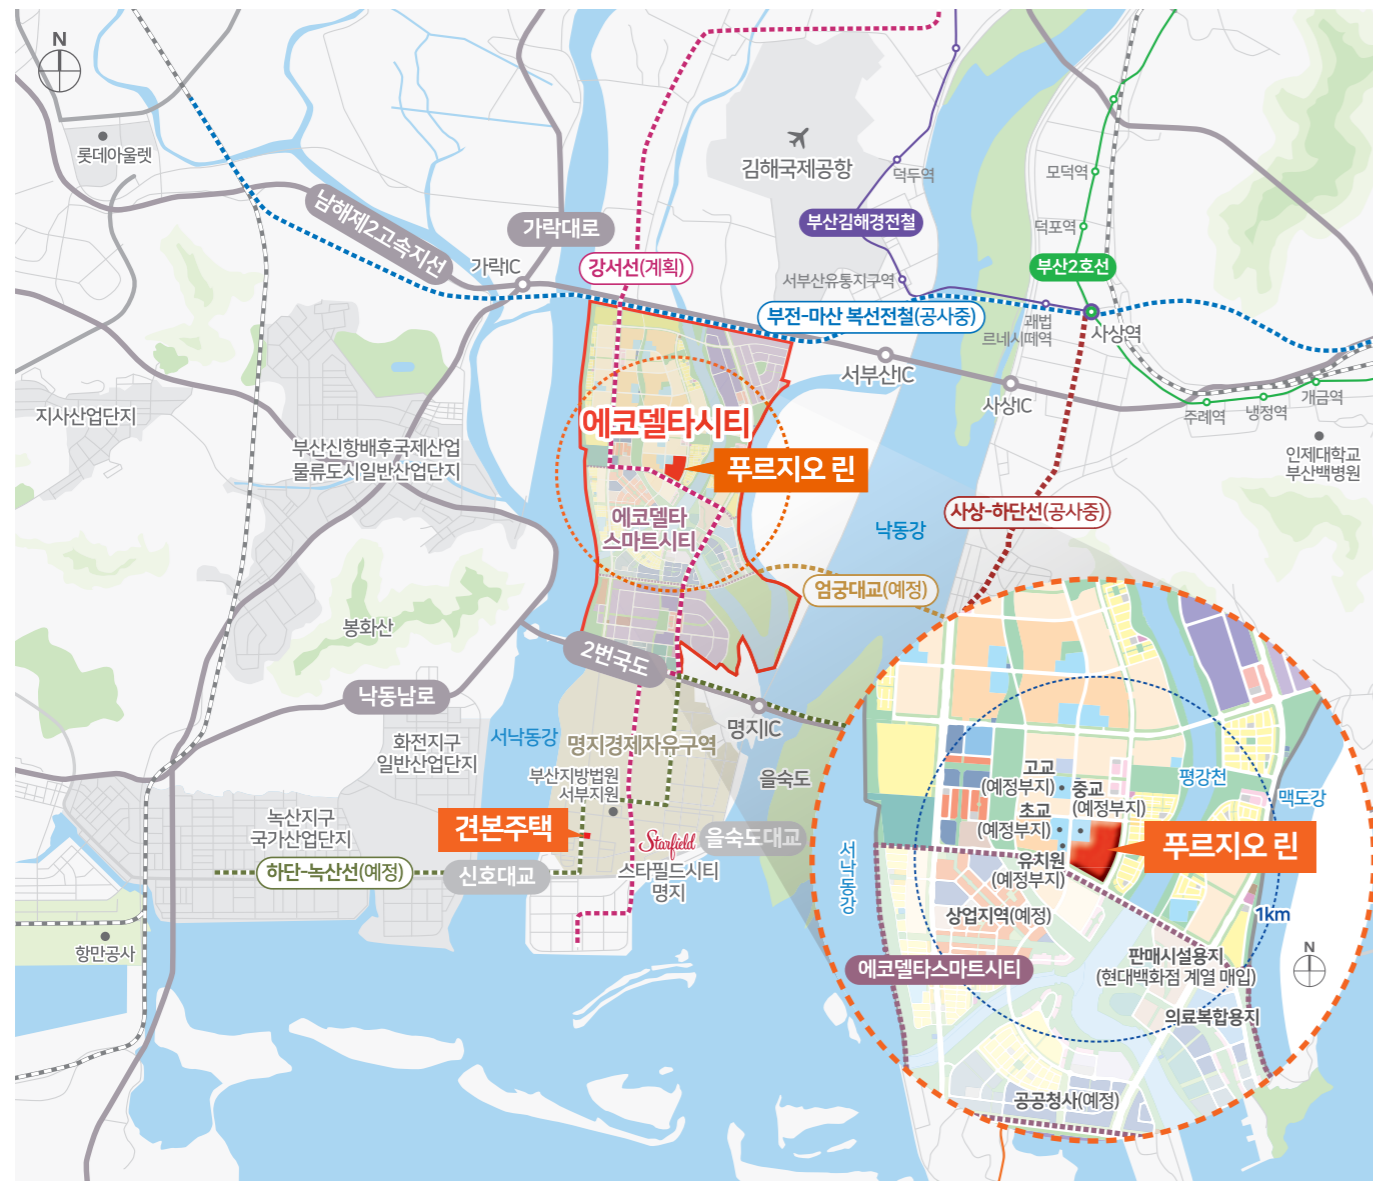 N
롯데아울렛
김해국제공항
덕두역
모덕역
남해제2고속지선
가락대로
부산김해경전철
덕포역
가락IC
강서선(계획)
서부산유통지구역
부산2호선
부전-마산 복선전철(공사중)
괘법
르네시떼역
사상역
서부산IC
사상IC
주례역
냉정역
개금역
지사산업단지
에코델타시티
부산신항배후국제산업
물류도시일반산업단지
푸르지오 린
인제대학교
부산백병원
에코델타
스마트시티
사상-하단선(공사중)
낙동강
엄궁대교(예정)
봉화산
2번국도
낙동남로
명지IC
서낙동강
명지경제자유구역
화전지구
일반산업단지
부산지방법원
서부지원
을숙도
녹산지구
국가산업단지
견본주택
Starfield
스타필드시티
명지
을숙도대교
하단-녹산선(예정)
신호대교
항만공사
고교
(예정부지)
중교
(예정부지)
초교
(예정부지)
유치원
(예정부지)
평강천
맥도강
푸르지오 린
서낙동강
상업지역(예정)
1km
에코델타스마트시티
판매시설용지
(현대백화점 계열 매입)
N
의료복합용지
공공청사(예정)